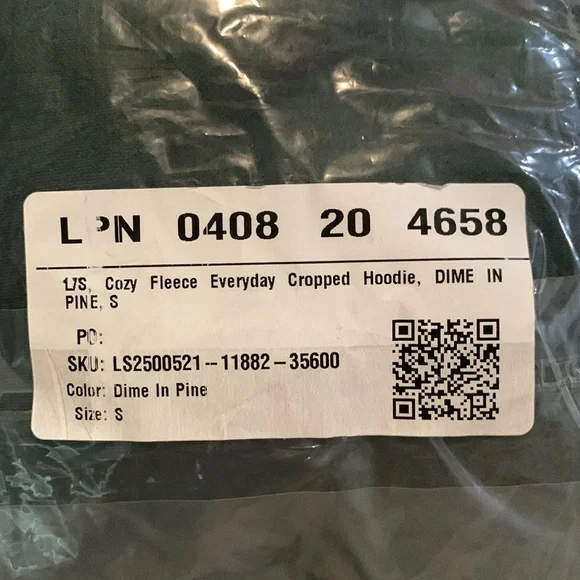 LPN 0408 20 4658
L/S, Cozy Fleece Everyday Cropped Hoodie, DIME IN
PINE, S
PO:
SKU: LS2500521--11882-35600
Color: Dime In Pine
Size: S